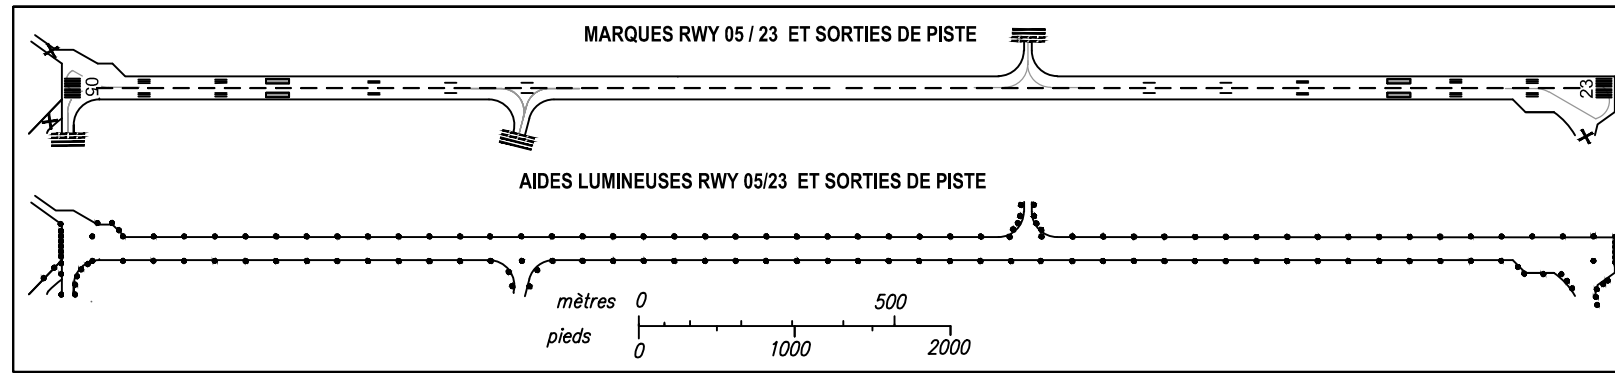 MARQUES RWY 05 / 23 ET SORTIES DE PISTE
05
23
AIDES LUMINEUSES RWY 05/23 ET SORTIES DE PISTE
mètres 0 500
pieds 0 1000 2000